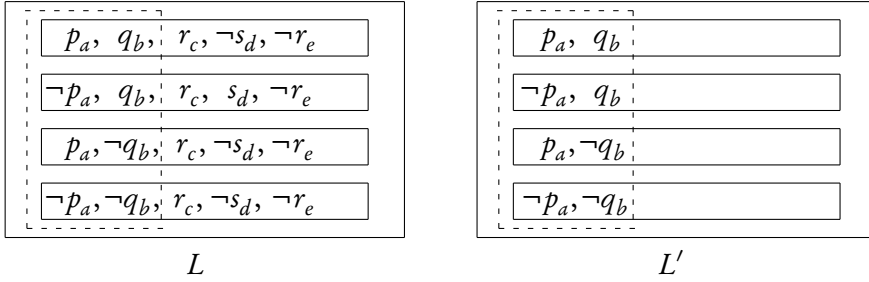 p_a, q_b, r_c, ¬s_d, ¬r_e
¬p_a, q_b, r_c, s_d, ¬r_e
p_a, ¬q_b, r_c, ¬s_d, ¬r_e
¬p_a, ¬q_b, r_c, ¬s_d, ¬r_e
L
p_a, q_b
¬p_a, q_b
p_a, ¬q_b
¬p_a, ¬q_b
L′